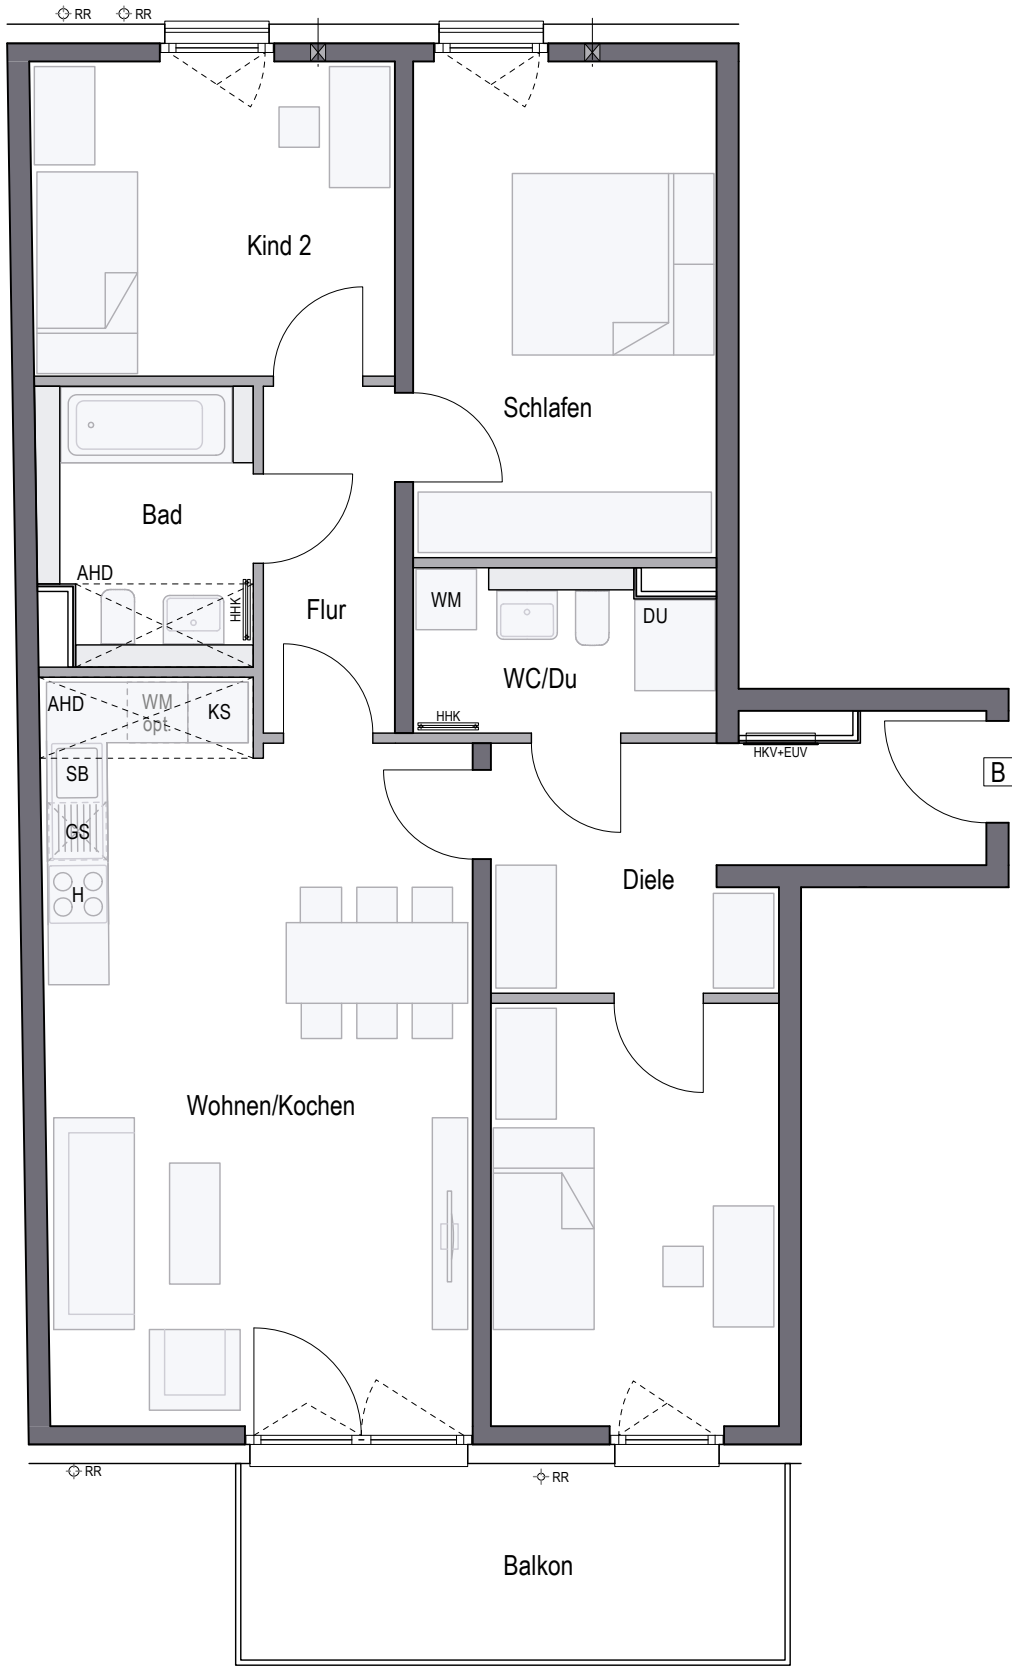 RR RR
Kind 2
Schlafen
Bad
AHD
HHK
Flur
WM
DU
WC/Du
HHK
AHD
WM
opt.
KS
HKV+EUV
B
SB
GS
H
Diele
Wohnen/Kochen
RR
RR
Balkon